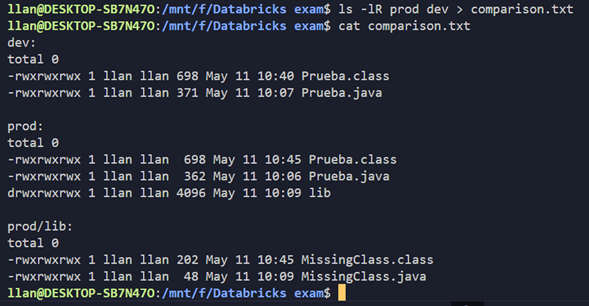 llan@DESKTOP-SB7N47O:/mnt/f/Databricks exam$ ls -lR prod dev > comparison.txt
llan@DESKTOP-SB7N47O:/mnt/f/Databricks exam$ cat comparison.txt
dev:
total 0
-rwxrwxrwx 1 llan llan 698 May 11 10:40 Prueba.class
-rwxrwxrwx 1 llan llan 371 May 11 10:07 Prueba.java

prod:
total 0
-rwxrwxrwx 1 llan llan  698 May 11 10:45 Prueba.class
-rwxrwxrwx 1 llan llan  362 May 11 10:06 Prueba.java
drwxrwxrwx 1 llan llan 4096 May 11 10:09 lib

prod/lib:
total 0
-rwxrwxrwx 1 llan llan 202 May 11 10:45 MissingClass.class
-rwxrwxrwx 1 llan llan  48 May 11 10:09 MissingClass.java
llan@DESKTOP-SB7N47O:/mnt/f/Databricks exam$